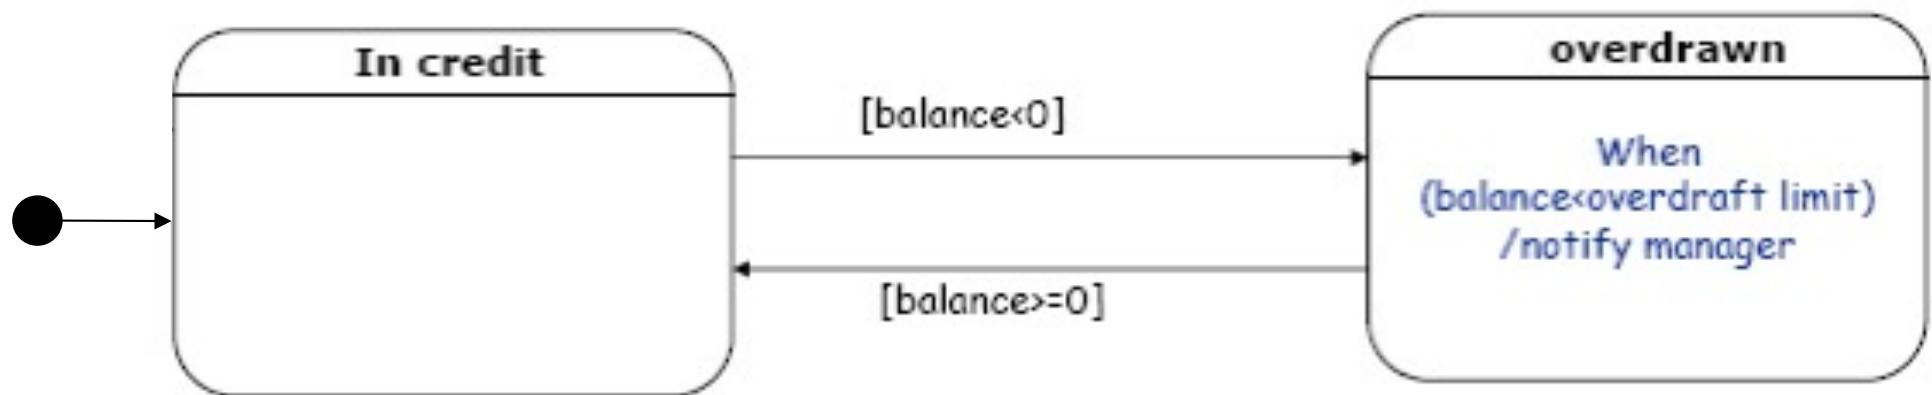 In credit
[balance<0]
[balance>=0]
overdrawn
When
(balance<overdraft limit)
/notify manager